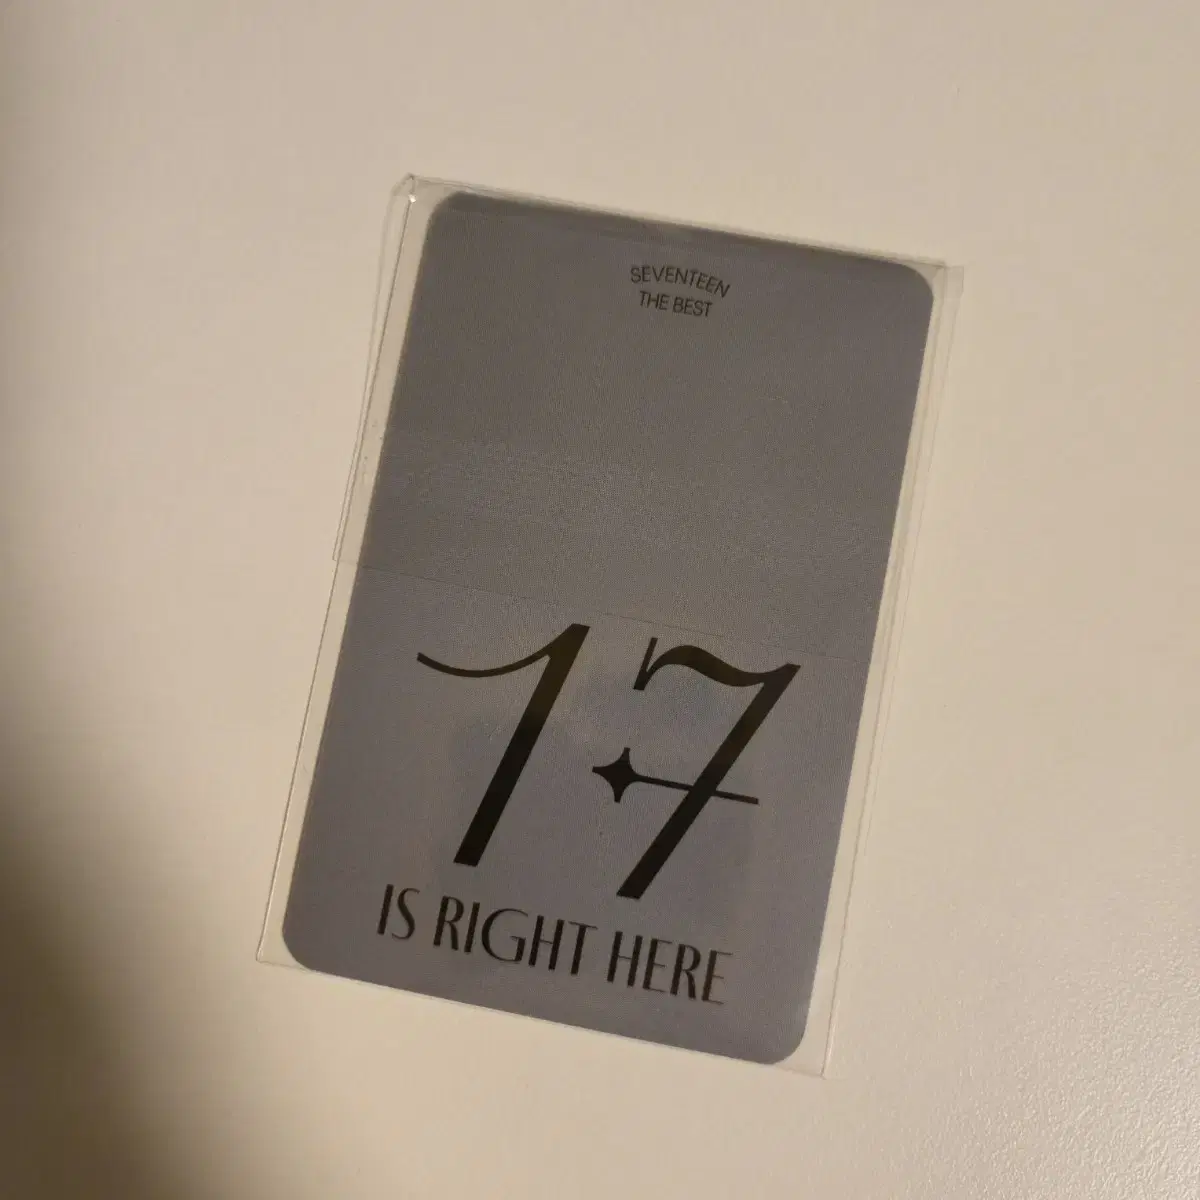 SEVENTEEN
THE BEST
17
IS RIGHT HERE